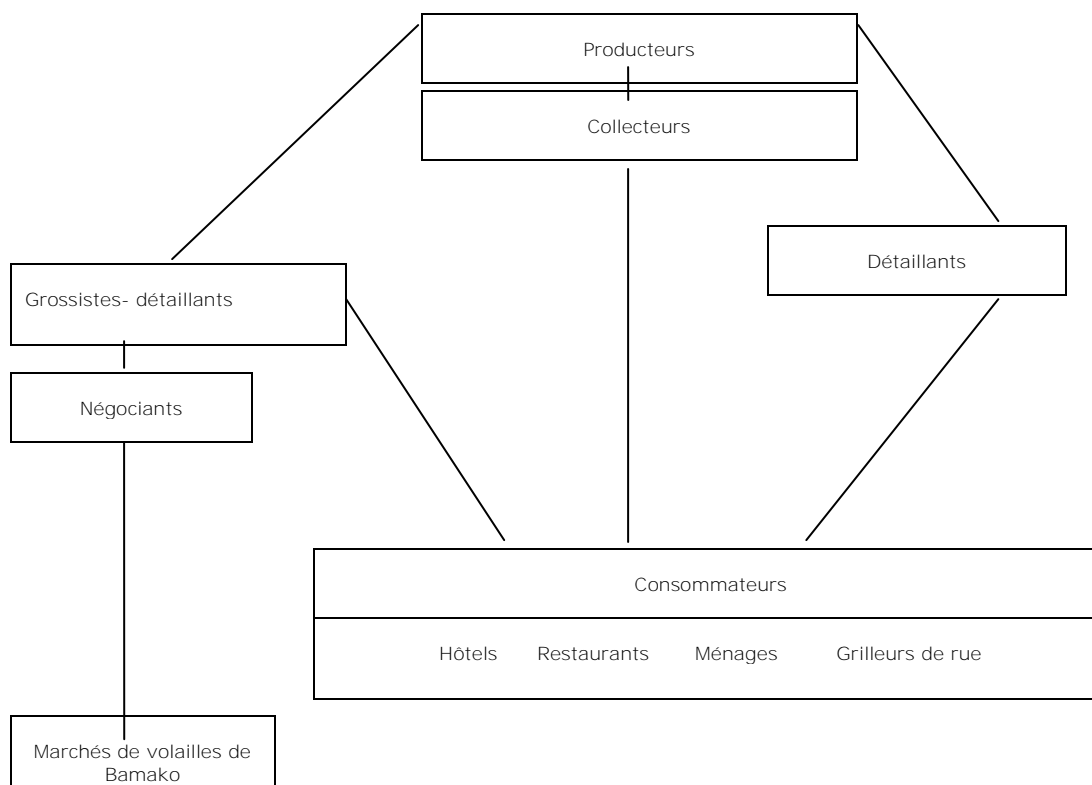 Producteurs
Collecteurs
Détaillants
Grossistes- détaillants
Négociants
Consommateurs
Hôtels Restaurants Ménages Grilleurs de rue
Marchés de volailles de
Bamako